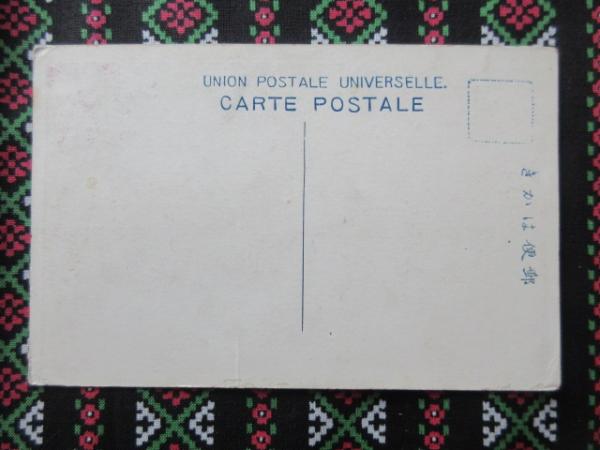 UNION POSTALE UNIVERSELLE.
CARTE POSTALE
きかは便郵